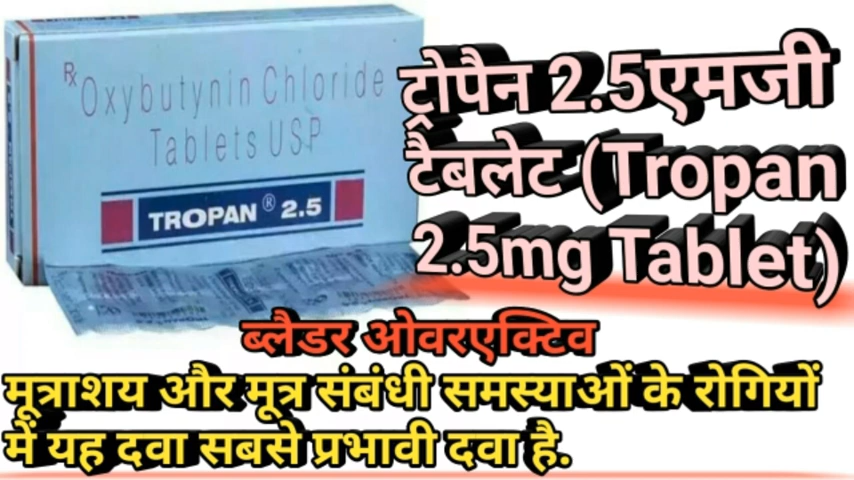 Rx Oxybutynin Chloride
Tablets USP
TROPAN ® 2.5
ट्रोपैन 2.5एमजी
टैबलेट (Tropan
2.5mg Tablet)
ब्लैडर ओवरएक्टिव
मूत्राशय और मूत्र संबंधी समस्याओं के रोगियों
में यह दवा सबसे प्रभावी दवा है.